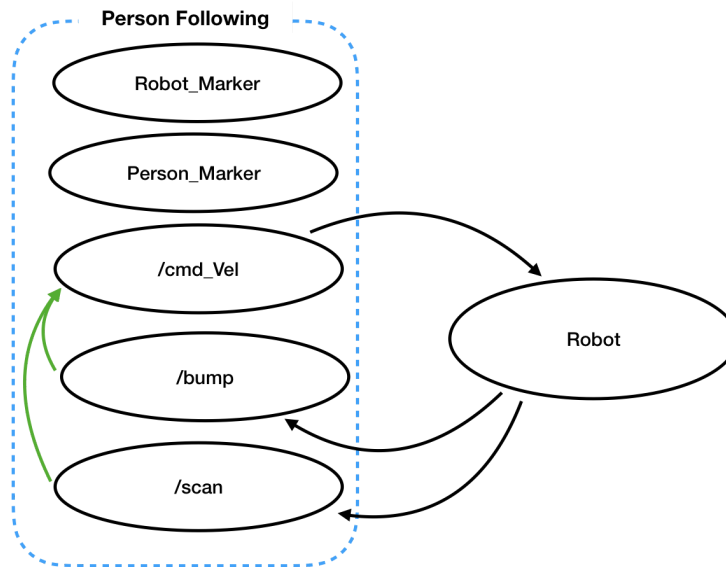 Person Following
Robot_Marker
Person_Marker
/cmd_Vel
Robot
/bump
/scan